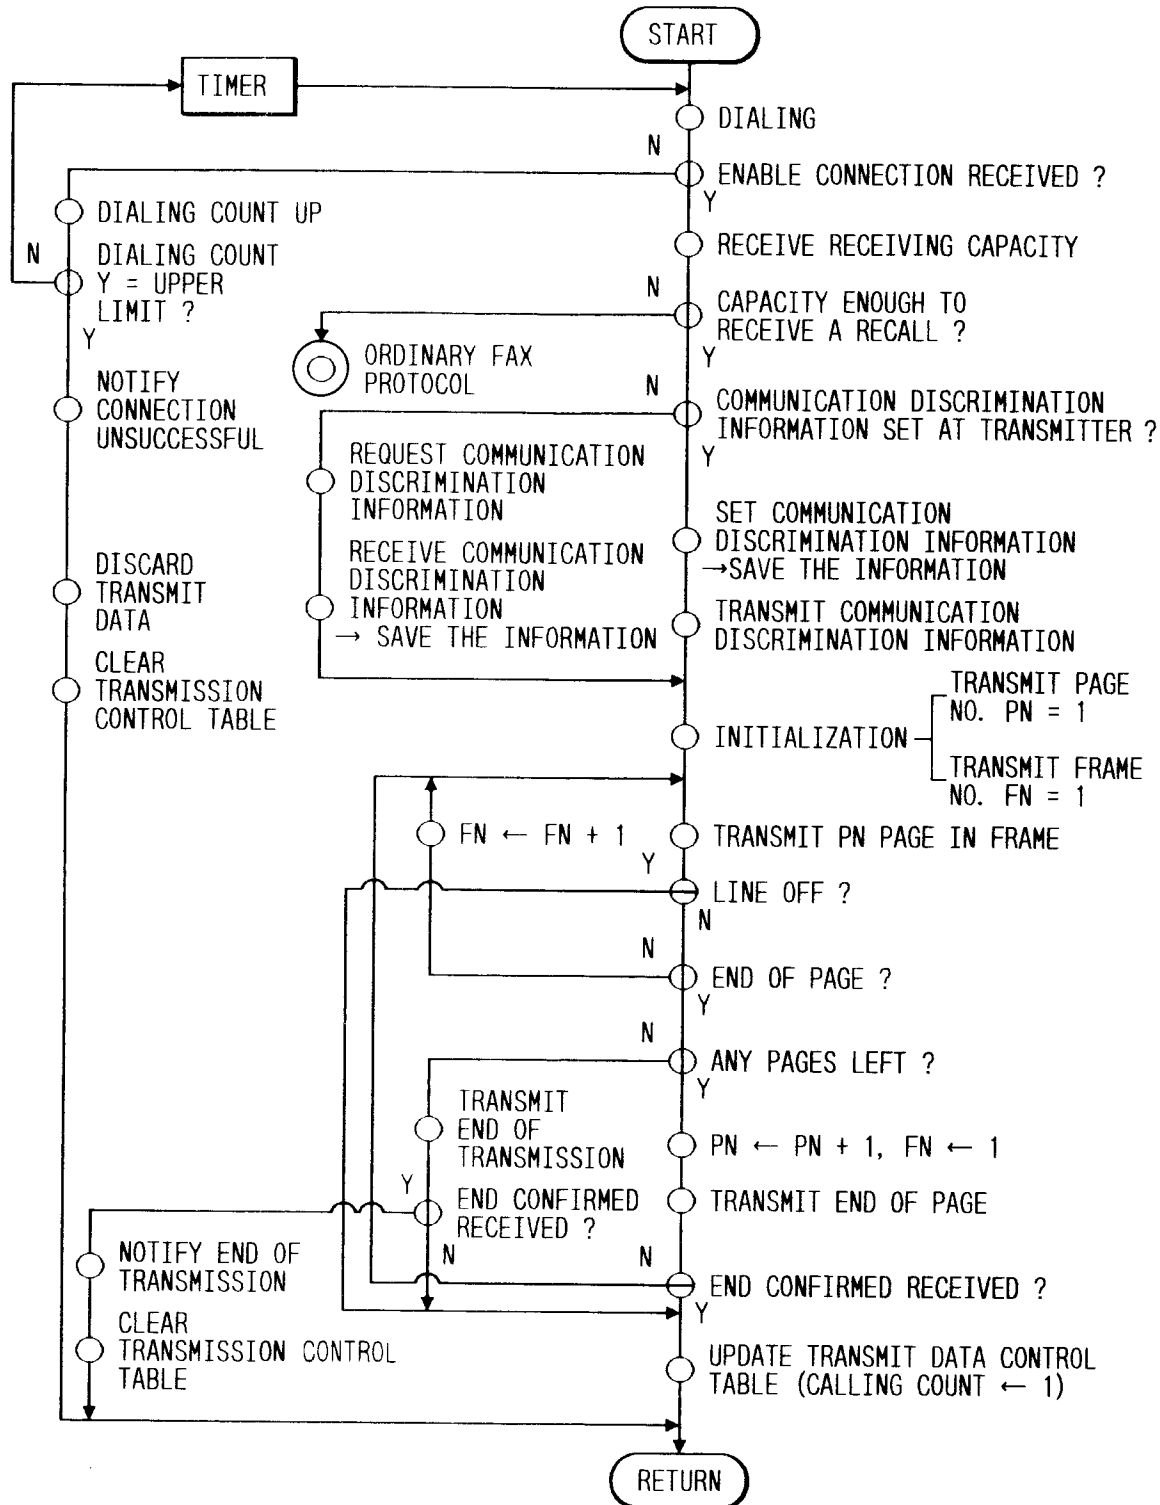 START
TIMER
DIALING
N
ENABLE CONNECTION RECEIVED ?
Y
DIALING COUNT UP
N
DIALING COUNT
Y = UPPER
LIMIT ?
Y
RECEIVE RECEIVING CAPACITY
N
CAPACITY ENOUGH TO
RECEIVE A RECALL ?
Y
ORDINARY FAX
PROTOCOL
NOTIFY
CONNECTION
UNSUCCESSFUL
N
COMMUNICATION DISCRIMINATION
INFORMATION SET AT TRANSMITTER ?
Y
REQUEST COMMUNICATION
DISCRIMINATION
INFORMATION
SET COMMUNICATION
DISCRIMINATION INFORMATION
→SAVE THE INFORMATION
RECEIVE COMMUNICATION
DISCRIMINATION
INFORMATION
→ SAVE THE INFORMATION
DISCARD
TRANSMIT
DATA
TRANSMIT COMMUNICATION
DISCRIMINATION INFORMATION
CLEAR
TRANSMISSION
CONTROL TABLE
INITIALIZATION
TRANSMIT PAGE
NO. PN = 1
TRANSMIT FRAME
NO. FN = 1
FN ← FN + 1
TRANSMIT PN PAGE IN FRAME
Y
LINE OFF ?
N
N
END OF PAGE ?
Y
N
ANY PAGES LEFT ?
Y
TRANSMIT
END OF
TRANSMISSION
PN ← PN + 1, FN ← 1
Y
END CONFIRMED
RECEIVED ?
N
TRANSMIT END OF PAGE
NOTIFY END OF
TRANSMISSION
N
END CONFIRMED RECEIVED ?
Y
CLEAR
TRANSMISSION CONTROL
TABLE
UPDATE TRANSMIT DATA CONTROL
TABLE (CALLING COUNT ← 1)
RETURN